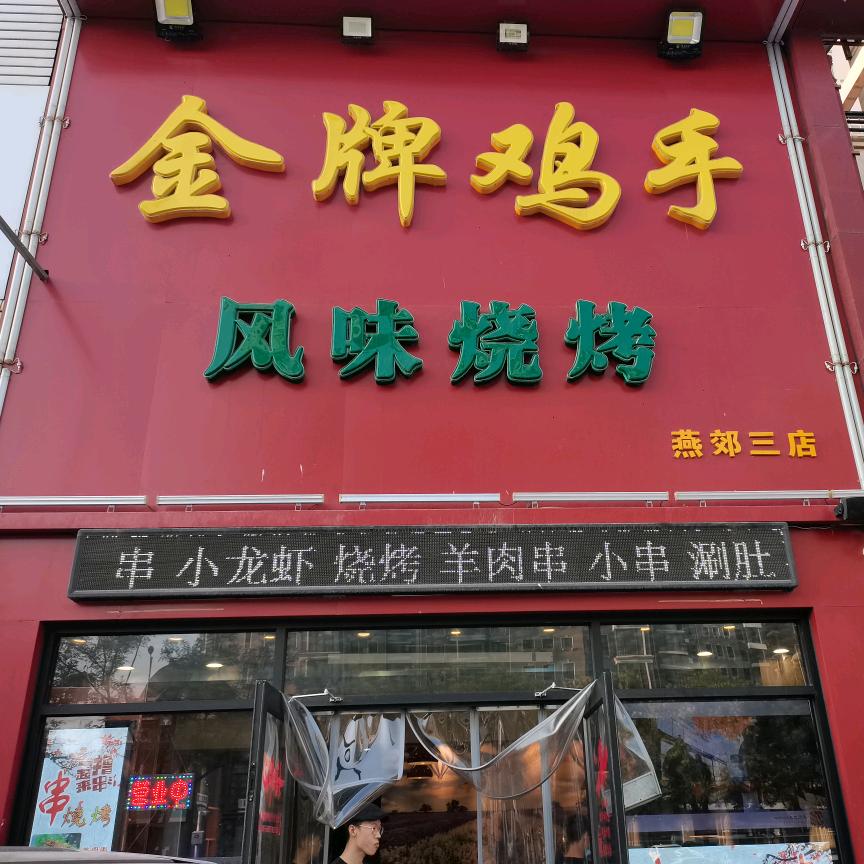 金牌鸡手
风味烧烤
燕郊三店
串 小龙虾 烧烤 羊肉串 小串 涮肚
串
烧烤
营业中